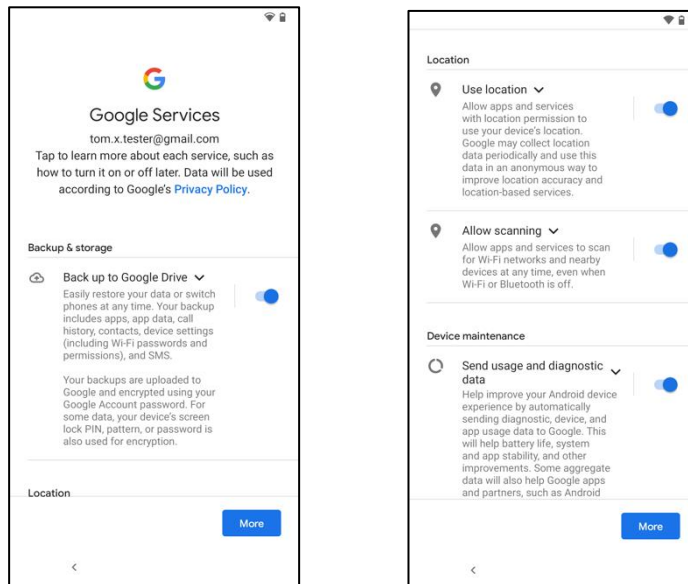 Google Services
tom.x.tester@gmail.com
Tap to learn more about each service, such as
how to turn it on or off later. Data will be used
according to Google's Privacy Policy.
Backup & storage
Back up to Google Drive
Easily restore your data or switch
phones at any time. Your backup
includes apps, app data, call
history, contacts, device settings
(including Wi-Fi passwords and
permissions), and SMS.
Your backups are uploaded to
Google and encrypted using your
Google Account password. For
some data, your device's screen
lock PIN, pattern, or password is
also used for encryption.
Location
More
Location
Use location
Allow apps and services
with location permission to
use your device's location.
Google may collect location
data periodically and use this
data in an anonymous way to
improve location accuracy and
location-based services.
Allow scanning
Allow apps and services to scan
for Wi-Fi networks and nearby
devices at any time, even when
Wi-Fi or Bluetooth is off.
Device maintenance
Send usage and diagnostic
data
Help improve your Android device
experience by automatically
sending diagnostic, device, and
app usage data to Google. This
will help battery life, system
and app stability, and other
improvements. Some aggregate
data will also help Google apps
and partners, such as Android
More